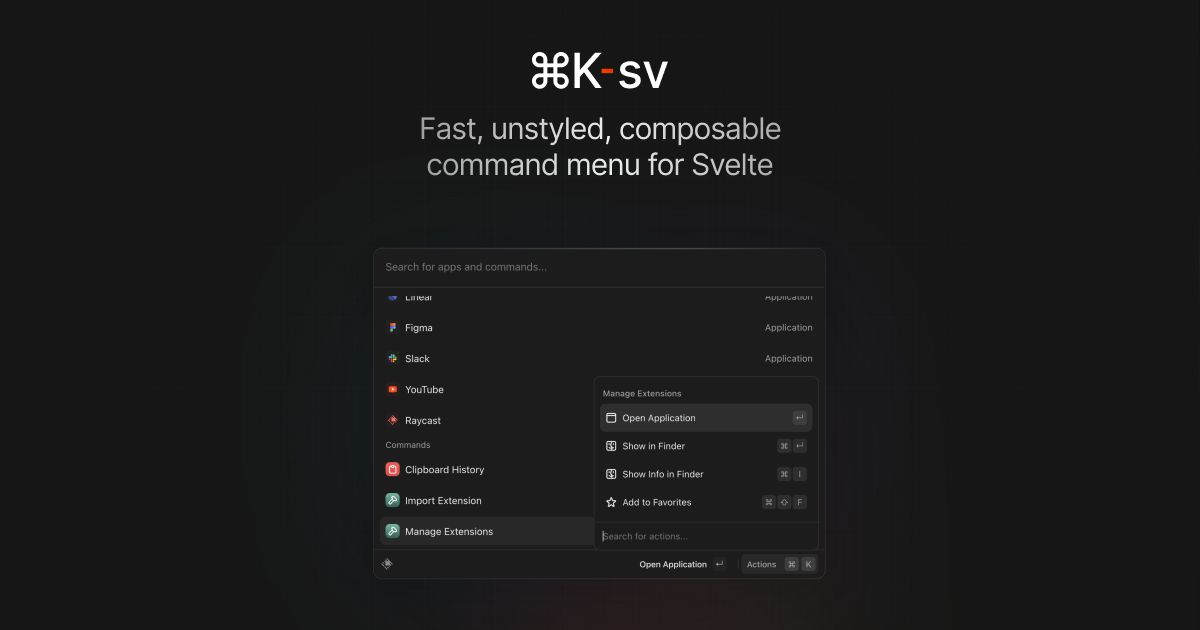 ⌘K-sv
Fast, unstyled, composable
command menu for Svelte
Search for apps and commands...
Linear Application
Figma Application
Slack Application
YouTube
Raycast
Commands
Clipboard History
Import Extension
Manage Extensions
Manage Extensions
Open Application ↵
Show in Finder ⌘ ↵
Show Info in Finder ⌘ I
Add to Favorites ⌘ ⇧ F
Search for actions...
Open Application ↵ Actions ⌘ K